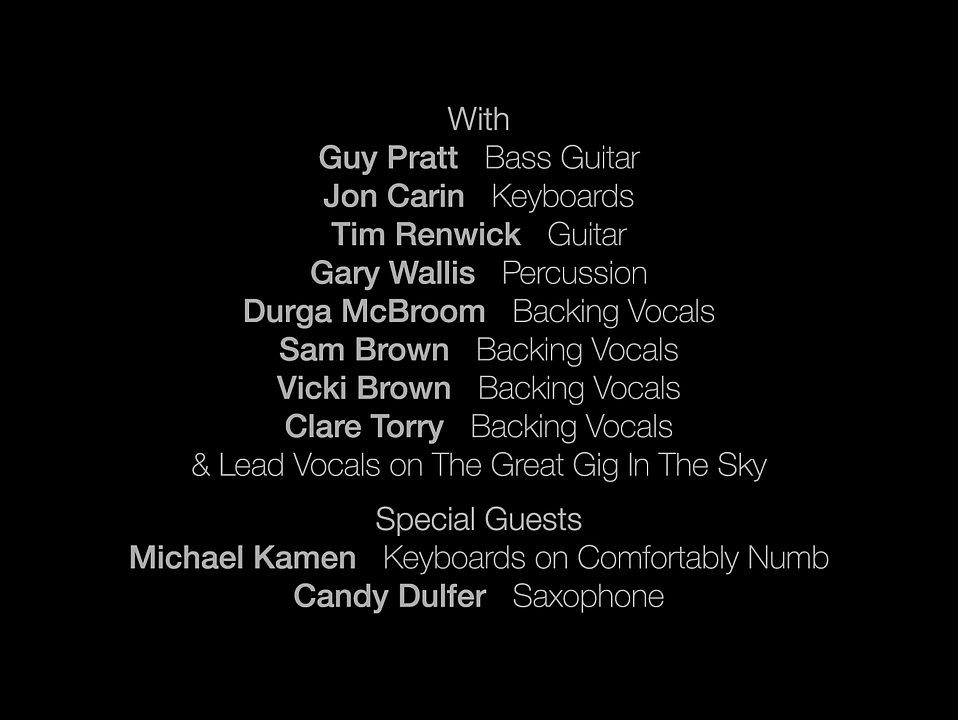 With
Guy Pratt Bass Guitar
Jon Carin Keyboards
Tim Renwick Guitar
Gary Wallis Percussion
Durga McBroom Backing Vocals
Sam Brown Backing Vocals
Vicki Brown Backing Vocals
Clare Torry Backing Vocals
& Lead Vocals on The Great Gig In The Sky
Special Guests
Michael Kamen Keyboards on Comfortably Numb
Candy Dulfer Saxophone